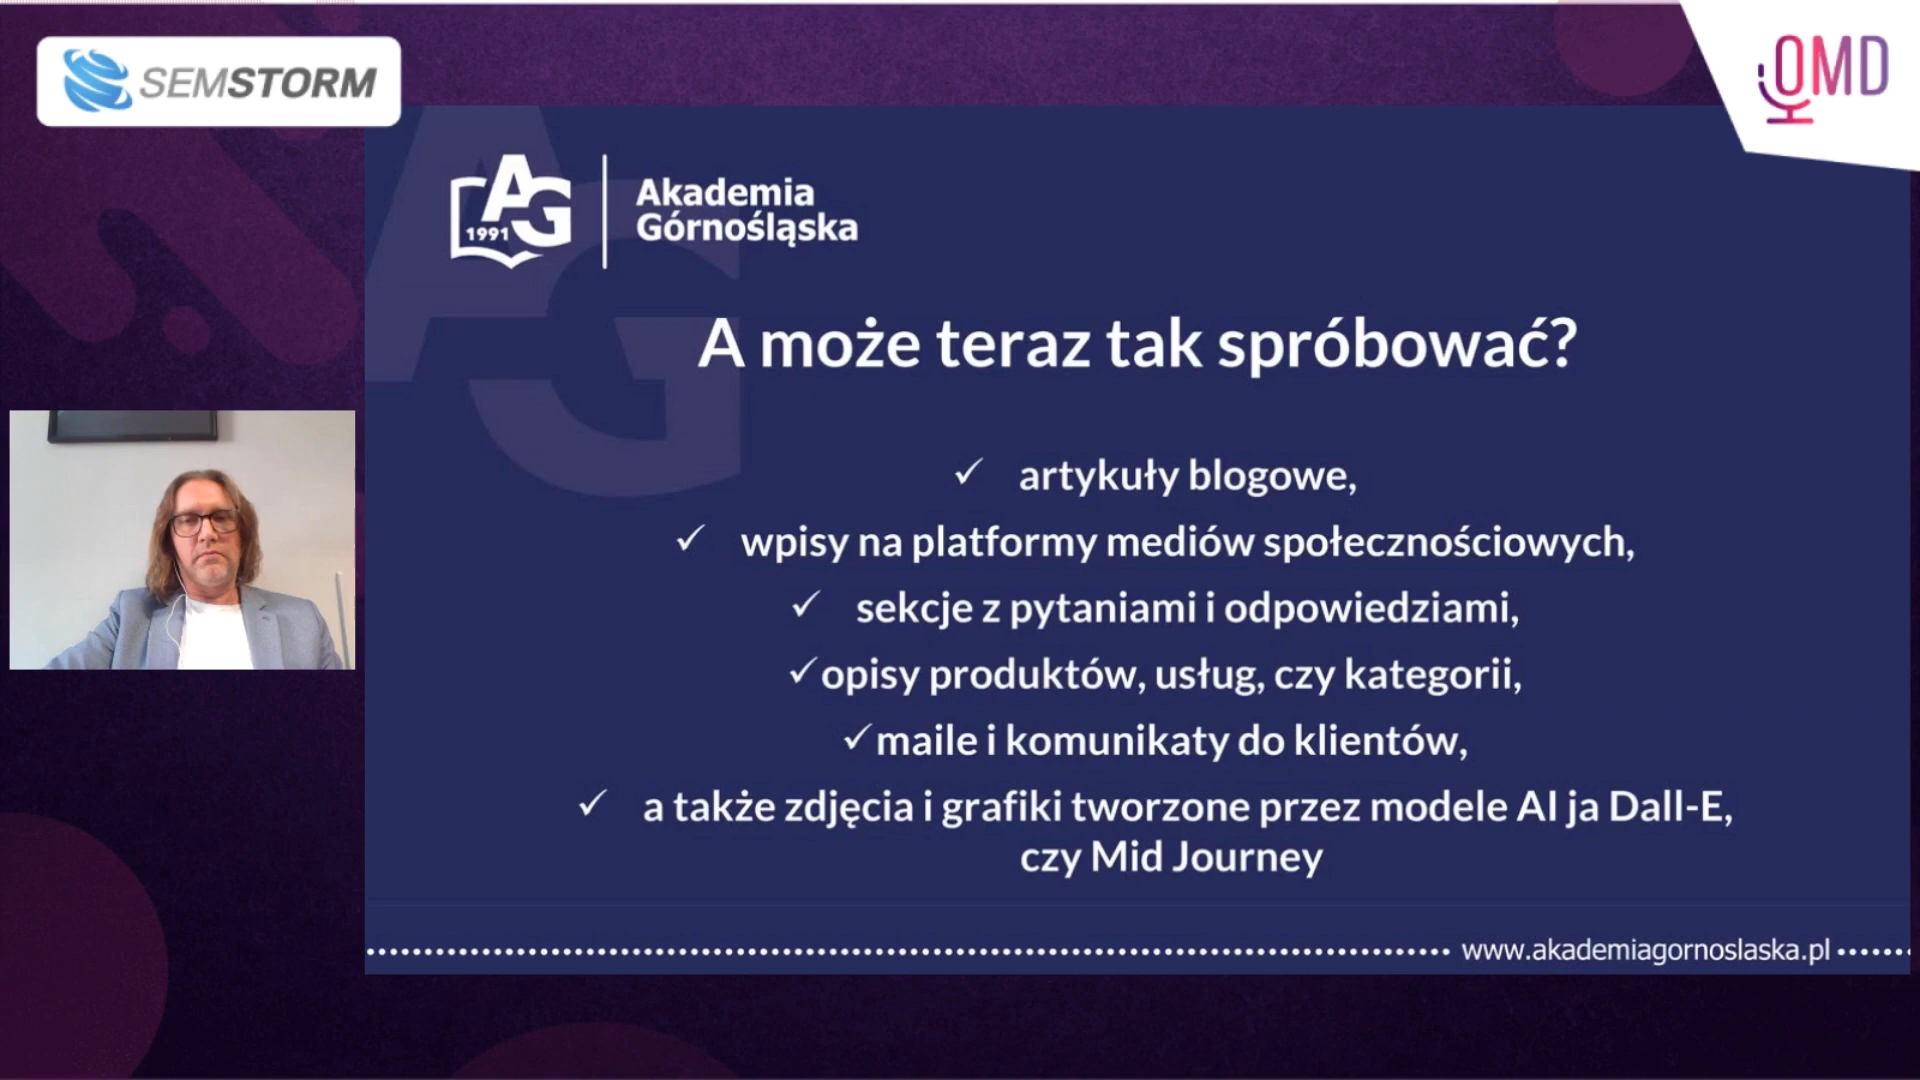 SEMSTORM
OMD
AG
1991
Akademia
Górnośląska
A może teraz tak spróbować?
✓ artykuły blogowe,
✓ wpisy na platformy mediów społecznościowych,
✓ sekcje z pytaniami i odpowiedziami,
✓ opisy produktów, usług, czy kategorii,
✓ maile i komunikaty do klientów,
✓ a także zdjęcia i grafiki tworzone przez modele AI ja Dall-E,
czy Mid Journey
www.akademiagornoslaska.pl